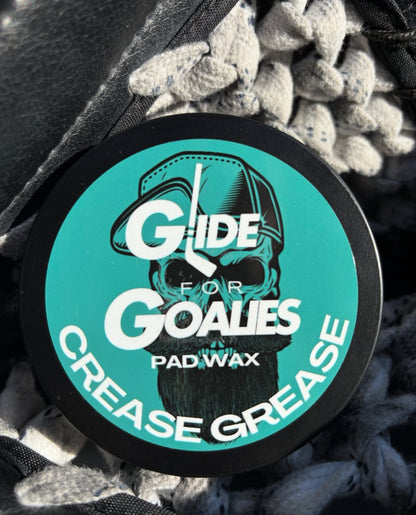 GLIDE
FOR
GOALIES
PAD WAX
CREASE GREASE